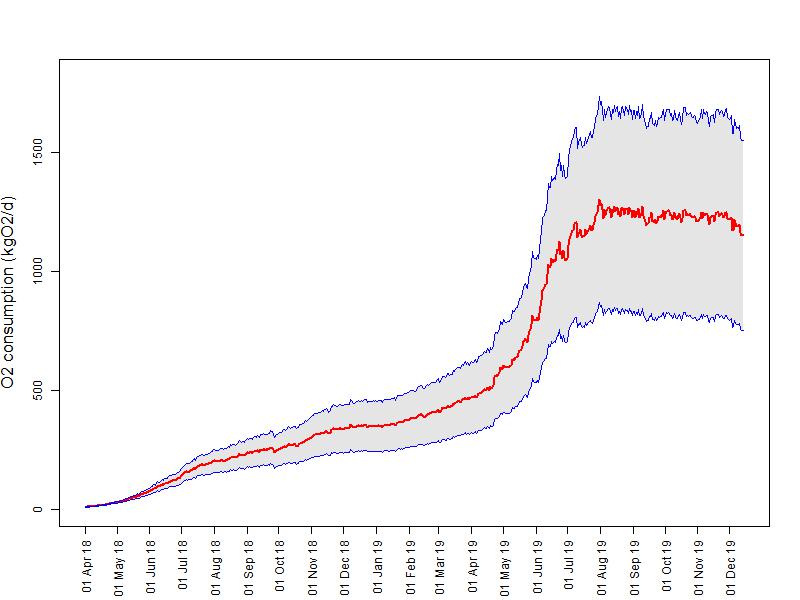 O2 consumption (kgO2/d)
1500
1000
500
0
01 Apr 18
01 May 18
01 Jun 18
01 Jul 18
01 Aug 18
01 Sep 18
01 Oct 18
01 Nov 18
01 Dec 18
01 Jan 19
01 Feb 19
01 Mar 19
01 Apr 19
01 May 19
01 Jun 19
01 Jul 19
01 Aug 19
01 Sep 19
01 Oct 19
01 Nov 19
01 Dec 19